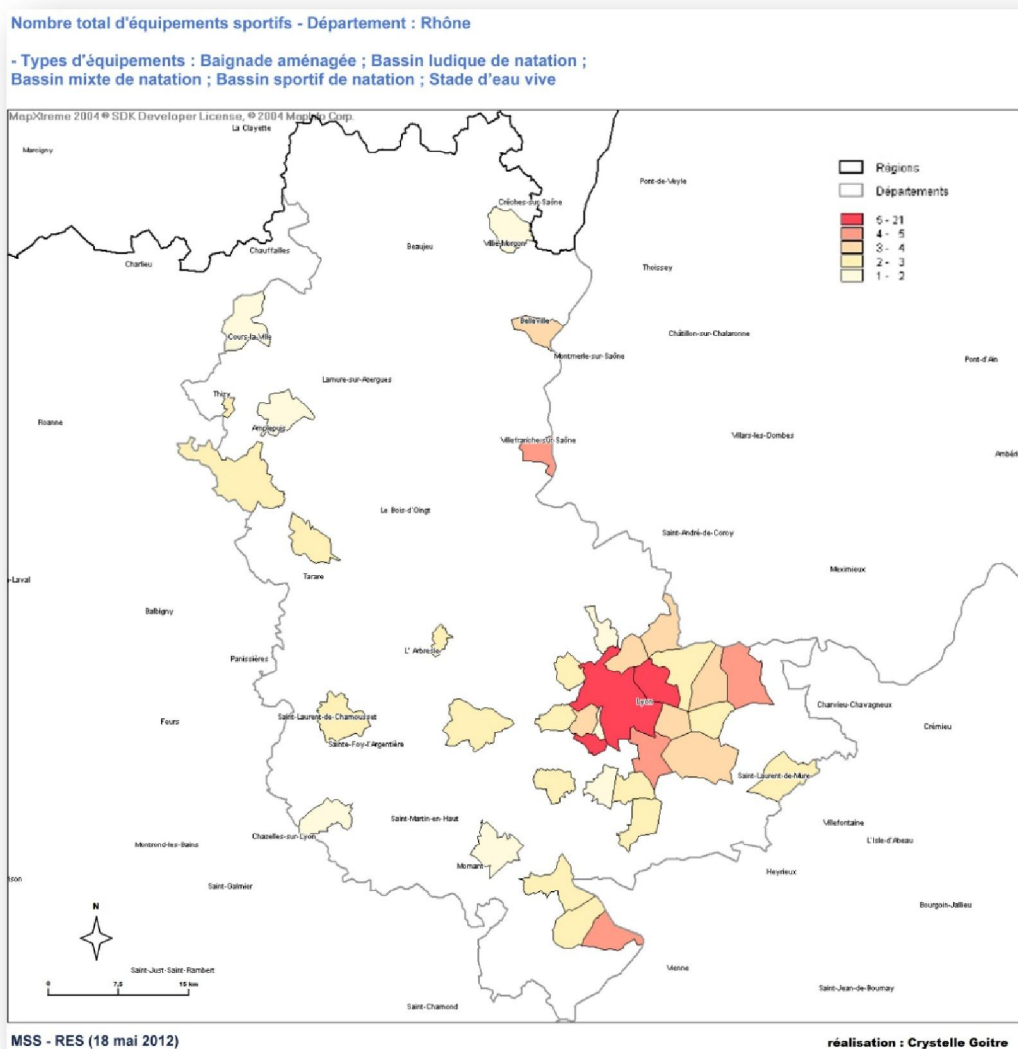 Nombre total d'équipements sportifs - Département : Rhône
- Types d'équipements : Baignade aménagée ; Bassin ludique de natation ;
Bassin mixte de natation ; Bassin sportif de natation ; Stade d'eau vive
MapXtreme 2004 ® SDK Developer License, © 2004 MapInfo Corp.
La Clayette
Marcigny
Régions
Départements
6 - 21
4 - 5
3 - 4
2 - 3
1 - 2
Pont-de-Veyle
Crêches-sur-Saône
Villié-Morgon
Beaujeu
Chauffailles
Charlieu
Thoissey
Belleville
Châtillon-sur-Chalaronne
Cours-la-Ville
Montmerle-sur-Saône
Pont-d'Ain
Lamure-sur-Azergues
Thizy
Roanne
Amplepuis
Villefranche-sur-Saône
Villars-les-Dombes
Le Bois-d'Oingt
Saint-André-de-Corcy
Meximieux
Tarare
-Laval
Balbigny
L' Arbresle
Panissières
Lyon
Charvieu-Chavagneux
Saint-Laurent-de-Chamousset
Feurs
Crémieu
Sainte-Foy-l'Argentière
Saint-Laurent-de-Mure
Saint-Martin-en-Haut
Villefontaine
Chazelles-sur-Lyon
L'Isle-d'Abeau
Montrond-les-Bains
Mornant
Heyrieux
Saint-Galmier
Bourgoin-Jallieu
N
Saint-Just-Saint-Rambert
Vienne
0 7,5 15 km
Saint-Jean-de-Bournay
Saint-Chamond
MSS - RES (18 mai 2012)
réalisation : Crystelle Goitre